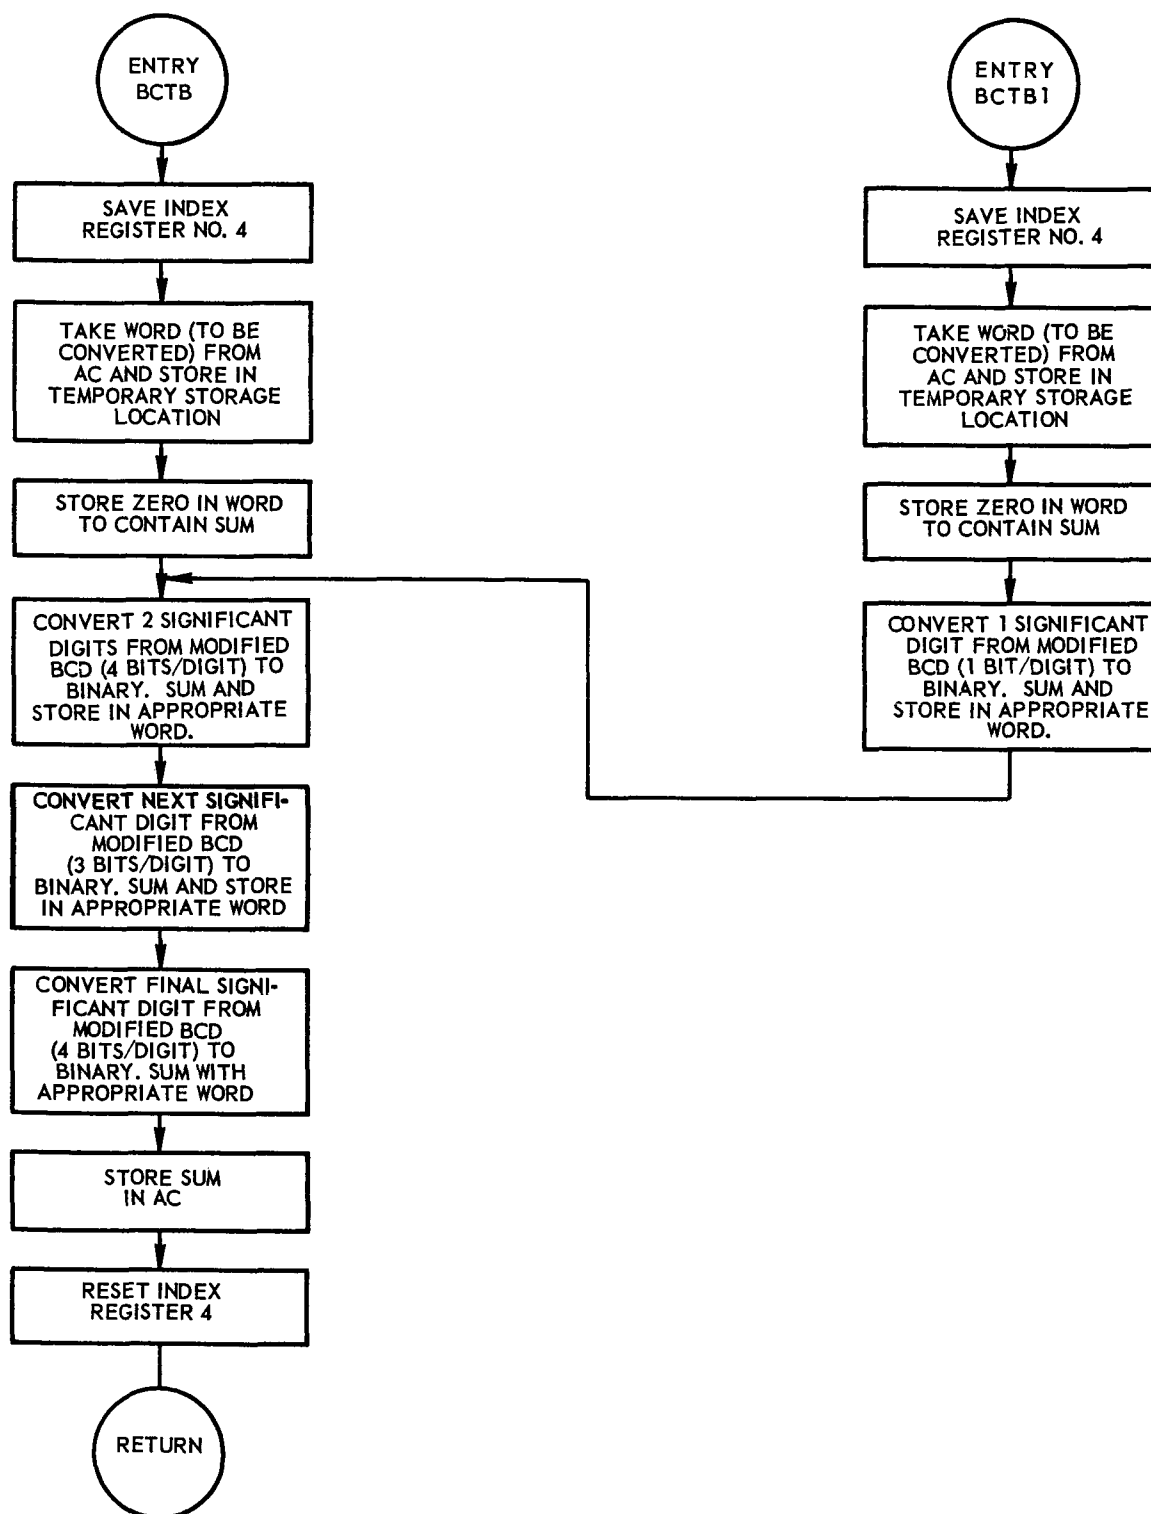 ENTRY
BCTB
SAVE INDEX
REGISTER NO. 4
TAKE WORD (TO BE
CONVERTED) FROM
AC AND STORE IN
TEMPORARY STORAGE
LOCATION
STORE ZERO IN WORD
TO CONTAIN SUM
CONVERT 2 SIGNIFICANT
DIGITS FROM MODIFIED
BCD (4 BITS/DIGIT) TO
BINARY. SUM AND
STORE IN APPROPRIATE
WORD.
CONVERT NEXT SIGNIFI-
CANT DIGIT FROM
MODIFIED BCD
(3 BITS/DIGIT) TO
BINARY. SUM AND STORE
IN APPROPRIATE WORD
CONVERT FINAL SIGNI-
FICANT DIGIT FROM
MODIFIED BCD
(4 BITS/DIGIT) TO
BINARY. SUM WITH
APPROPRIATE WORD
STORE SUM
IN AC
RESET INDEX
REGISTER 4
RETURN
ENTRY
BCTB1
SAVE INDEX
REGISTER NO. 4
TAKE WORD (TO BE
CONVERTED) FROM
AC AND STORE IN
TEMPORARY STORAGE
LOCATION
STORE ZERO IN WORD
TO CONTAIN SUM
CONVERT 1 SIGNIFICANT
DIGIT FROM MODIFIED
BCD (1 BIT/DIGIT) TO
BINARY. SUM AND
STORE IN APPROPRIATE
WORD.